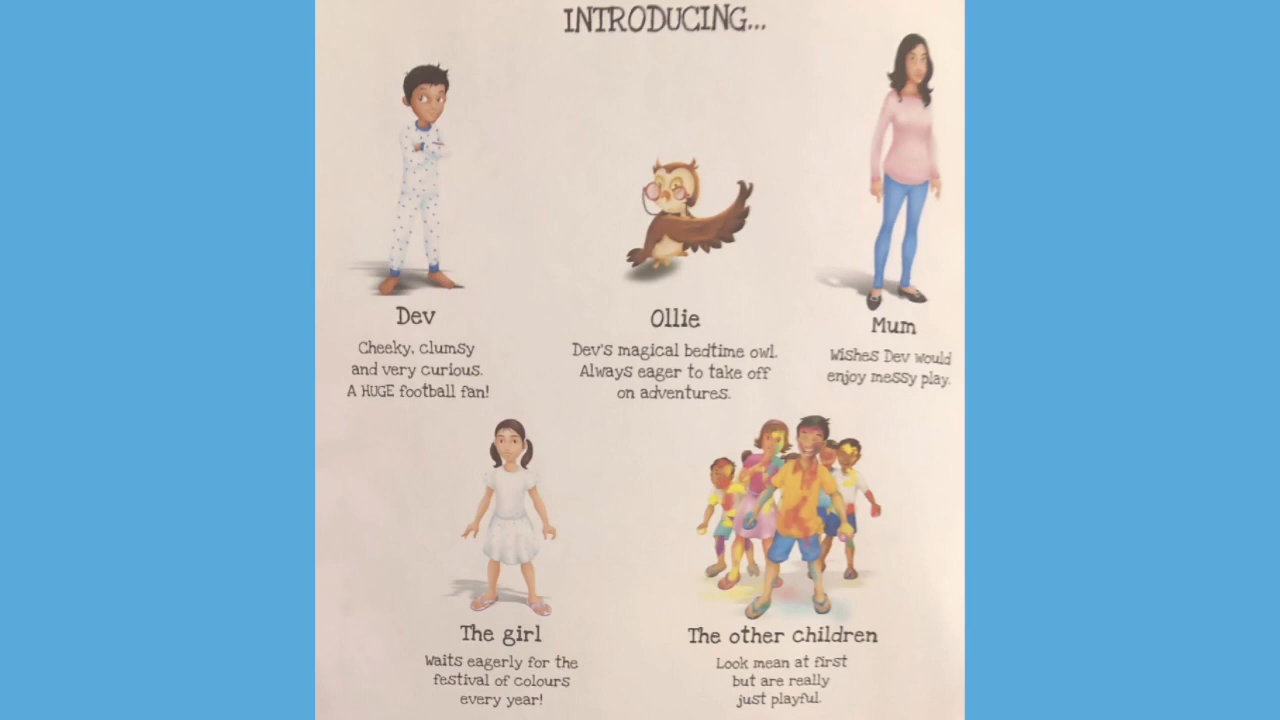 INTRODUCING...
Dev
Cheeky, clumsy
and very curious.
A HUGE football fan!
Ollie
Dev's magical bedtime owl.
Always eager to take off
on adventures.
Mum
Wishes Dev would
enjoy messy play.
The girl
Waits eagerly for the
festival of colours
every year!
The other children
Look mean at first
but are really
just playful.